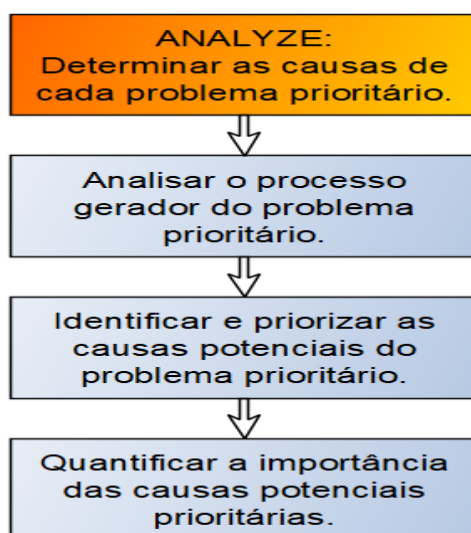 ANALYZE:
Determinar as causas de
cada problema prioritário.
Analisar o processo
gerador do problema
prioritário.
Identificar e priorizar as
causas potenciais do
problema prioritário.
Quantificar a importância
das causas potenciais
prioritárias.